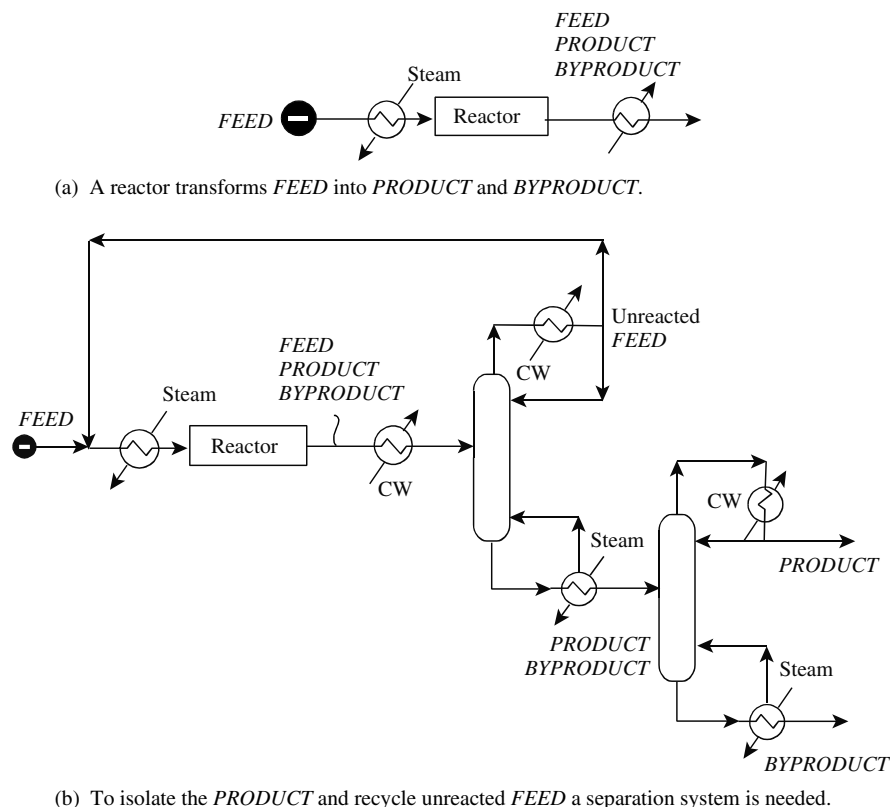 FEED
PRODUCT
BYPRODUCT
Steam
FEED
Reactor
(a) A reactor transforms FEED into PRODUCT and BYPRODUCT.
Unreacted
FEED
CW
FEED
PRODUCT
BYPRODUCT
Steam
FEED
Reactor
CW
CW
Steam
PRODUCT
PRODUCT
BYPRODUCT
Steam
BYPRODUCT
(b) To isolate the PRODUCT and recycle unreacted FEED a separation system is needed.